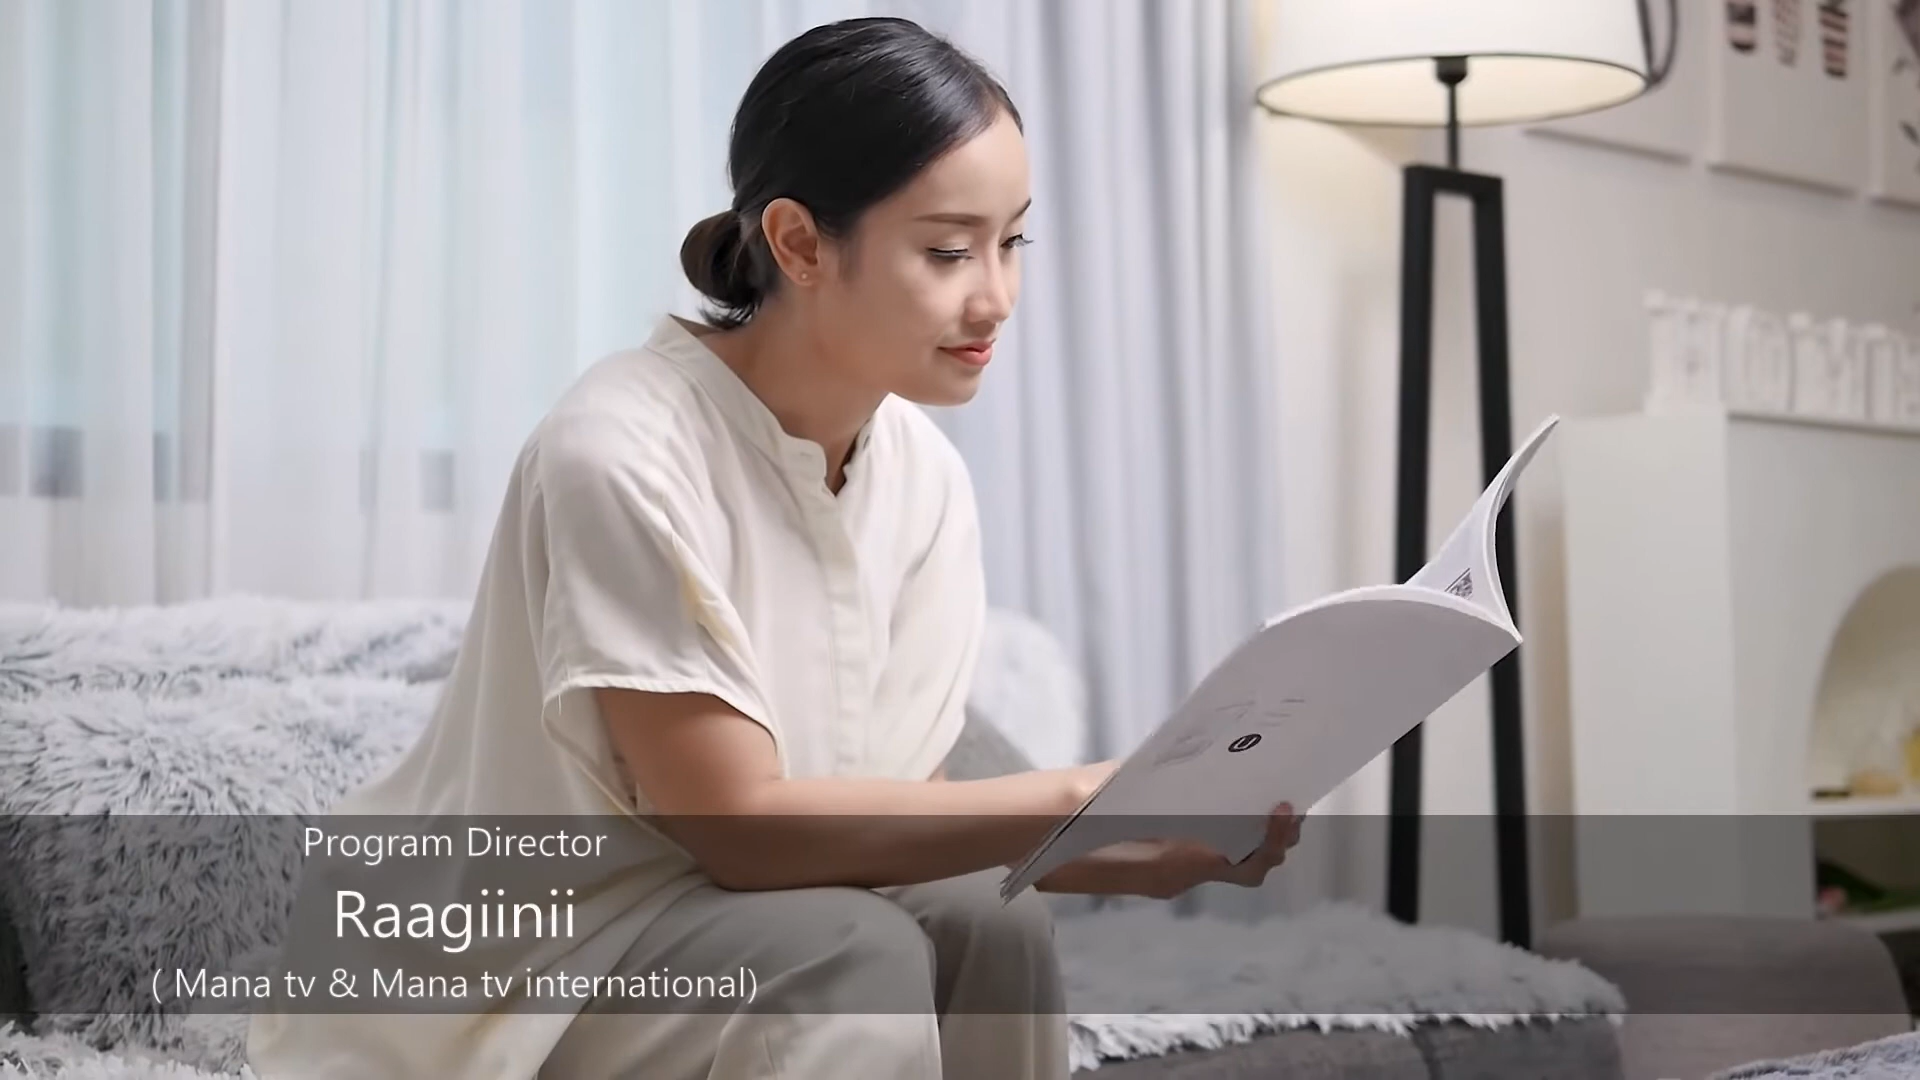 Program Director
Raagiinii
( Mana tv & Mana tv international)